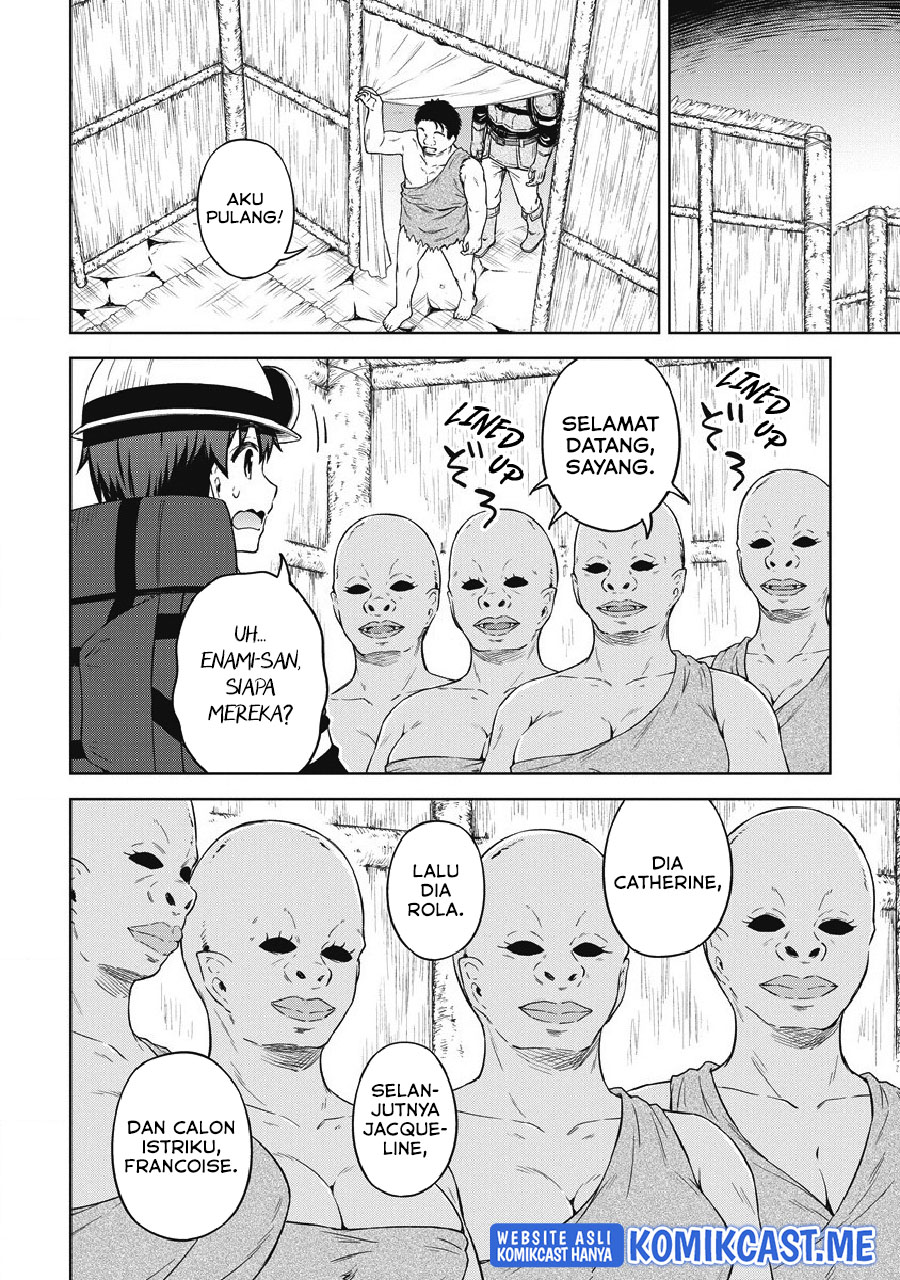 AKU
PULANG!
SELAMAT
DATANG,
SAYANG.
LINED
UP
LINED
UP
UH...
ENAMI-SAN,
SIAPA
MEREKA?
DIA
CATHERINE,
LALU
DIA
ROLA.
SELAN-
JUTNYA
JACQUE-
LINE,
DAN CALON
ISTRIKU,
FRANCOISE.
WEBSITE ASLI
KOMIKCAST HANYA
KOMIKCAST.ME